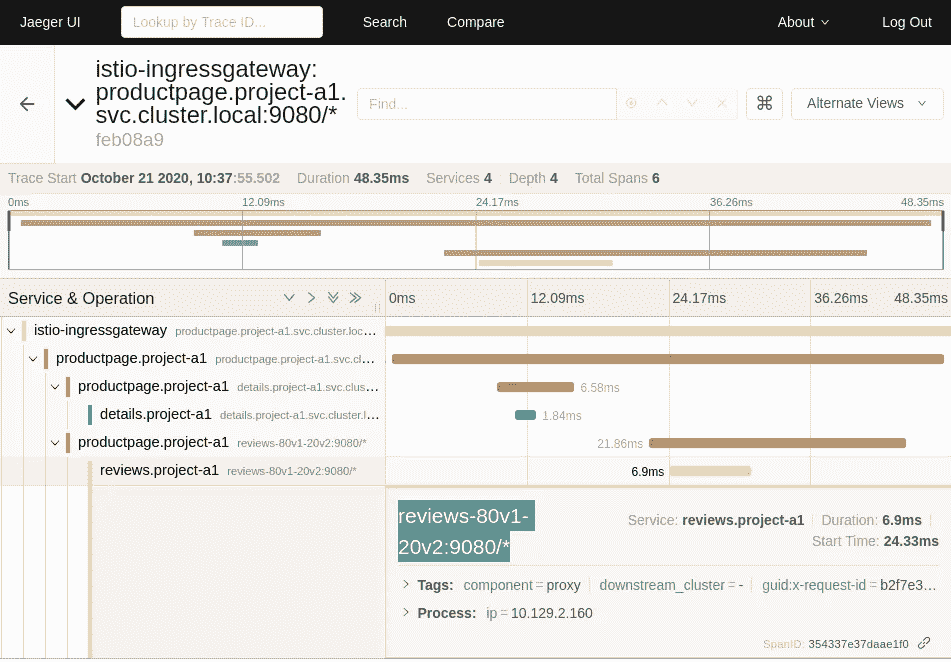 Jaeger UI Lookup by Trace ID... Search Compare About Log Out
istio-ingressgateway:
productpage.project-a1.
svc.cluster.local:9080/*
feb08a9
Find... ⌘ Alternate Views
Trace Start October 21 2020, 10:37:55.502 Duration 48.35ms Services 4 Depth 4 Total Spans 6
0ms 12.09ms 24.17ms 36.26ms 48.35ms
Service & Operation 0ms 12.09ms 24.17ms 36.26ms 48.35ms
istio-ingressgateway productpage.project-a1.svc.cluster.loc...
productpage.project-a1 productpage.project-a1.svc.cl...
productpage.project-a1 details.project-a1.svc.clus... 6.58ms
details.project-a1 details.project-a1.svc.cluster.l... 1.84ms
productpage.project-a1 reviews-80v1-20v2:9080/* 21.86ms
reviews.project-a1 reviews-80v1-20v2:9080/* 6.9ms
reviews-80v1-
20v2:9080/*
Service: reviews.project-a1 Duration: 6.9ms
Start Time: 24.33ms
Tags: component = proxy downstream_cluster = - guid:x-request-id = b2f7e3...
Process: ip = 10.129.2.160
SpanID: 354337e37daae1f0